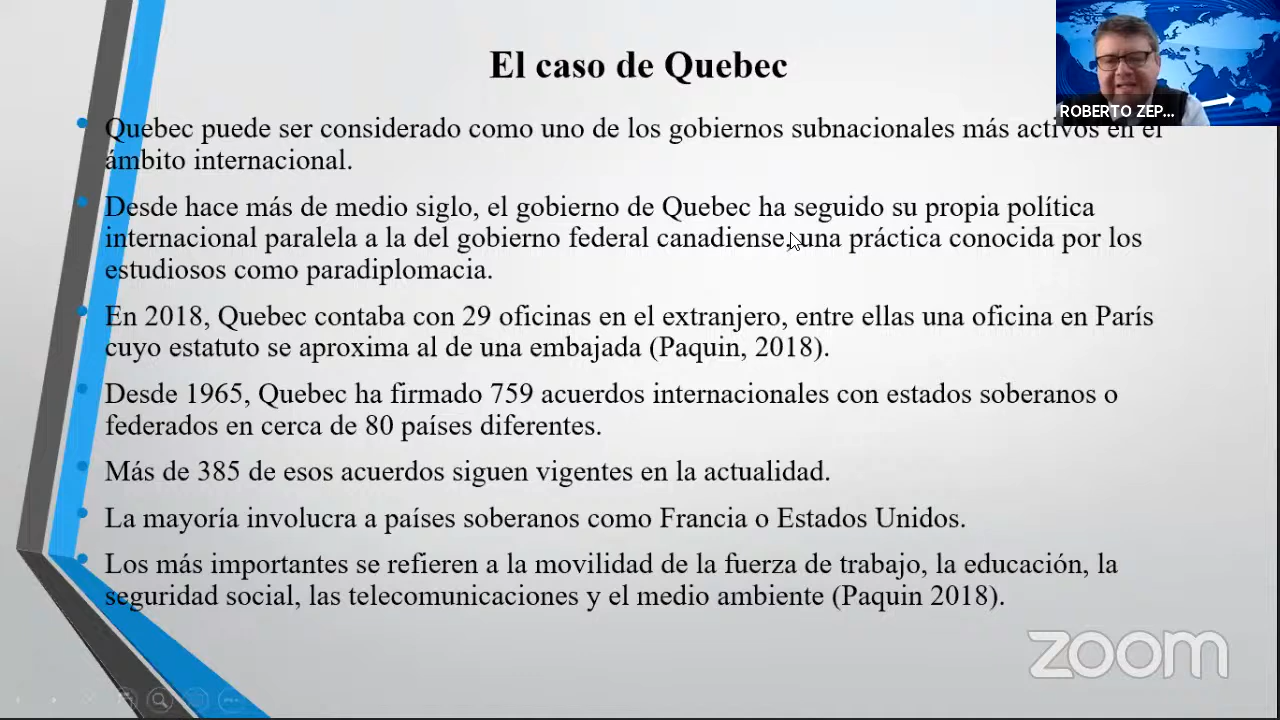 El caso de Quebec
ROBERTO ZEP...
Quebec puede ser considerado como uno de los gobiernos subnacionales más activos en el
ámbito internacional.
Desde hace más de medio siglo, el gobierno de Quebec ha seguido su propia política
internacional paralela a la del gobierno federal canadiense, una práctica conocida por los
estudiosos como paradiplomacia.
En 2018, Quebec contaba con 29 oficinas en el extranjero, entre ellas una oficina en París
cuyo estatuto se aproxima al de una embajada (Paquin, 2018).
Desde 1965, Quebec ha firmado 759 acuerdos internacionales con estados soberanos o
federados en cerca de 80 países diferentes.
Más de 385 de esos acuerdos siguen vigentes en la actualidad.
La mayoría involucra a países soberanos como Francia o Estados Unidos.
Los más importantes se refieren a la movilidad de la fuerza de trabajo, la educación, la
seguridad social, las telecomunicaciones y el medio ambiente (Paquin 2018).
zoom